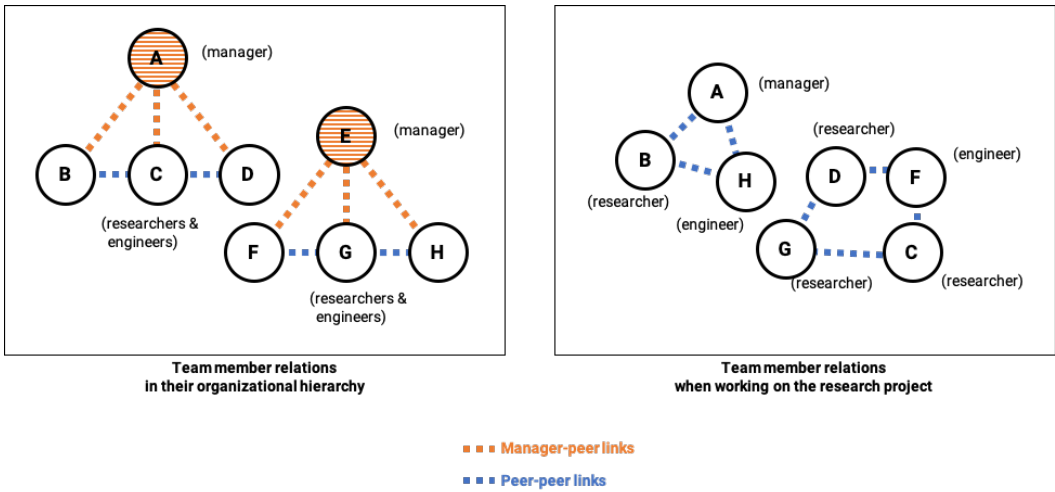 A
(manager)
E
(manager)
B
C
D
(researchers &
engineers)
F
G
H
(researchers &
engineers)
Team member relations
in their organizational hierarchy
A
(manager)
B
(researcher)
H
(engineer)
(researcher)
D
F
(engineer)
G
(researcher)
C
(researcher)
Team member relations
when working on the research project
Manager-peer links
Peer-peer links